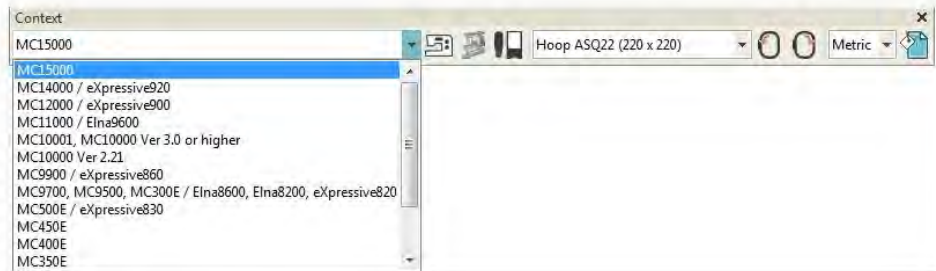 Context
MC15000 Hoop ASQ22 (220 x 220) Metric
MC15000
MC14000 / eXpressive920
MC12000 / eXpressive900
MC11000 / Elna9600
MC10001, MC10000 Ver 3.0 or higher
MC10000 Ver 2.21
MC9900 / eXpressive860
MC9700, MC9500, MC300E / Elna8600, Elna8200, eXpressive820
MC500E / eXpressive830
MC450E
MC400E
MC350E